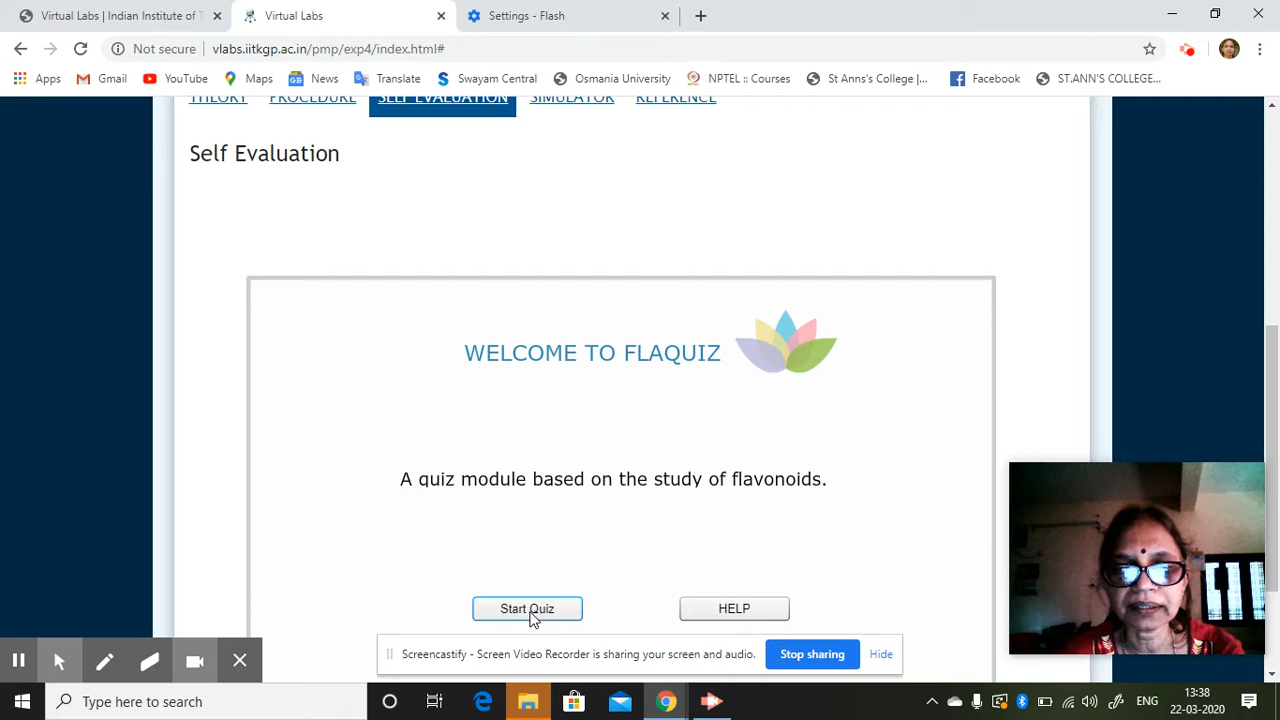 Virtual Labs | Indian Institute of T
Virtual Labs
Settings - Flash
Not secure
vlabs.iitkgp.ac.in/pmp/exp4/index.html#
Apps
Gmail
YouTube
Maps
News
Translate
Swayam Central
Osmania University
NPTEL :: Courses
St Anns's College |...
Facebook
ST.ANN'S COLLEGE...
THEORY
PROCEDURE
SELF EVALUATION
SIMULATOR
REFERENCE
Self Evaluation
WELCOME TO FLAQUIZ
A quiz module based on the study of flavonoids.
Start Quiz
HELP
Screencastify - Screen Video Recorder is sharing your screen and audio.
Stop sharing
Hide
Type here to search
ENG
13:38
22-03-2020